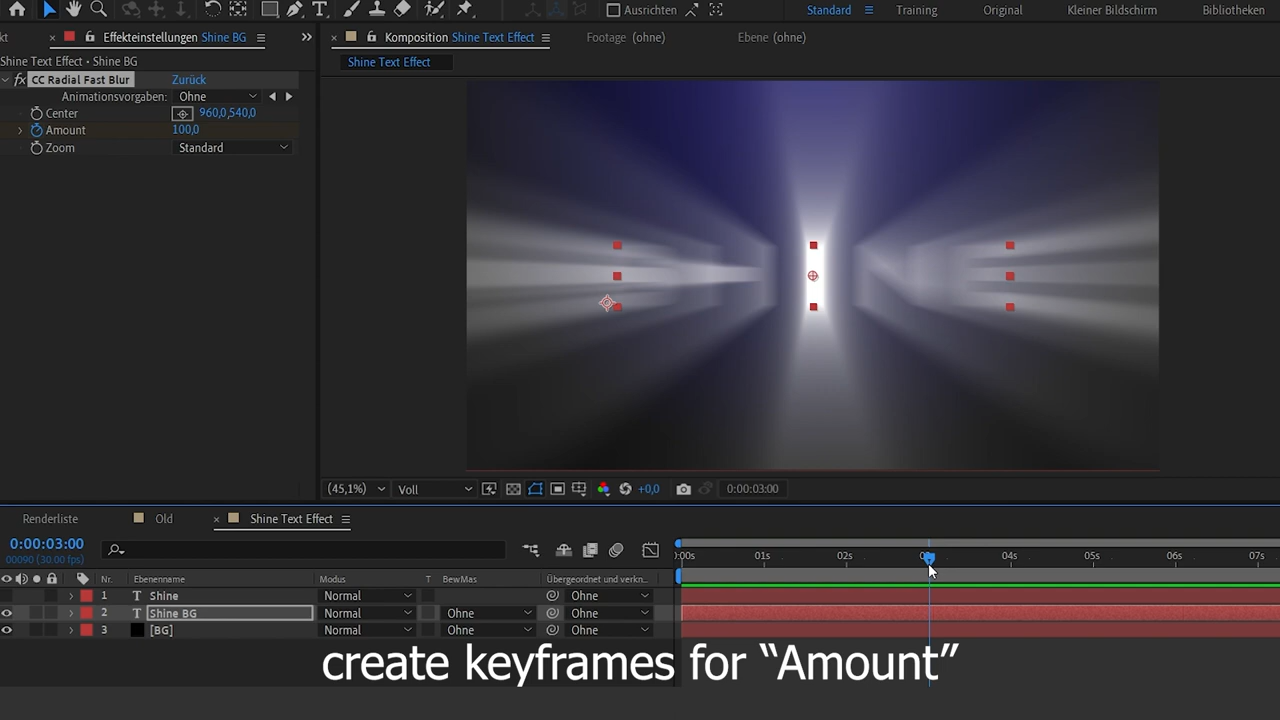 Ausrichten
Standard
Training
Original
Kleiner Bildschirm
Bibliotheken
Effekteinstellungen Shine BG
Komposition Shine Text Effect
Footage (ohne)
Ebene (ohne)
Shine Text Effect • Shine BG
Shine Text Effect
fx CC Radial Fast Blur Zurück
Animationsvorgaben: Ohne
Center 960,0,540,0
Amount 100,0
Zoom Standard
(45,1%) Voll +0,0 0:00:03:00
Renderliste Old Shine Text Effect
0:00:03:00
00090 (30.00 fps)
:00s 01s 02s 04s 05s 06s 07s
Nr. Ebenenname Modus T BewMas Übergeordnet und verkn...
1 T Shine Normal Ohne
2 T Shine BG Normal Ohne Ohne
3 [BG] Normal Ohne Ohne
create keyframes for “Amount”